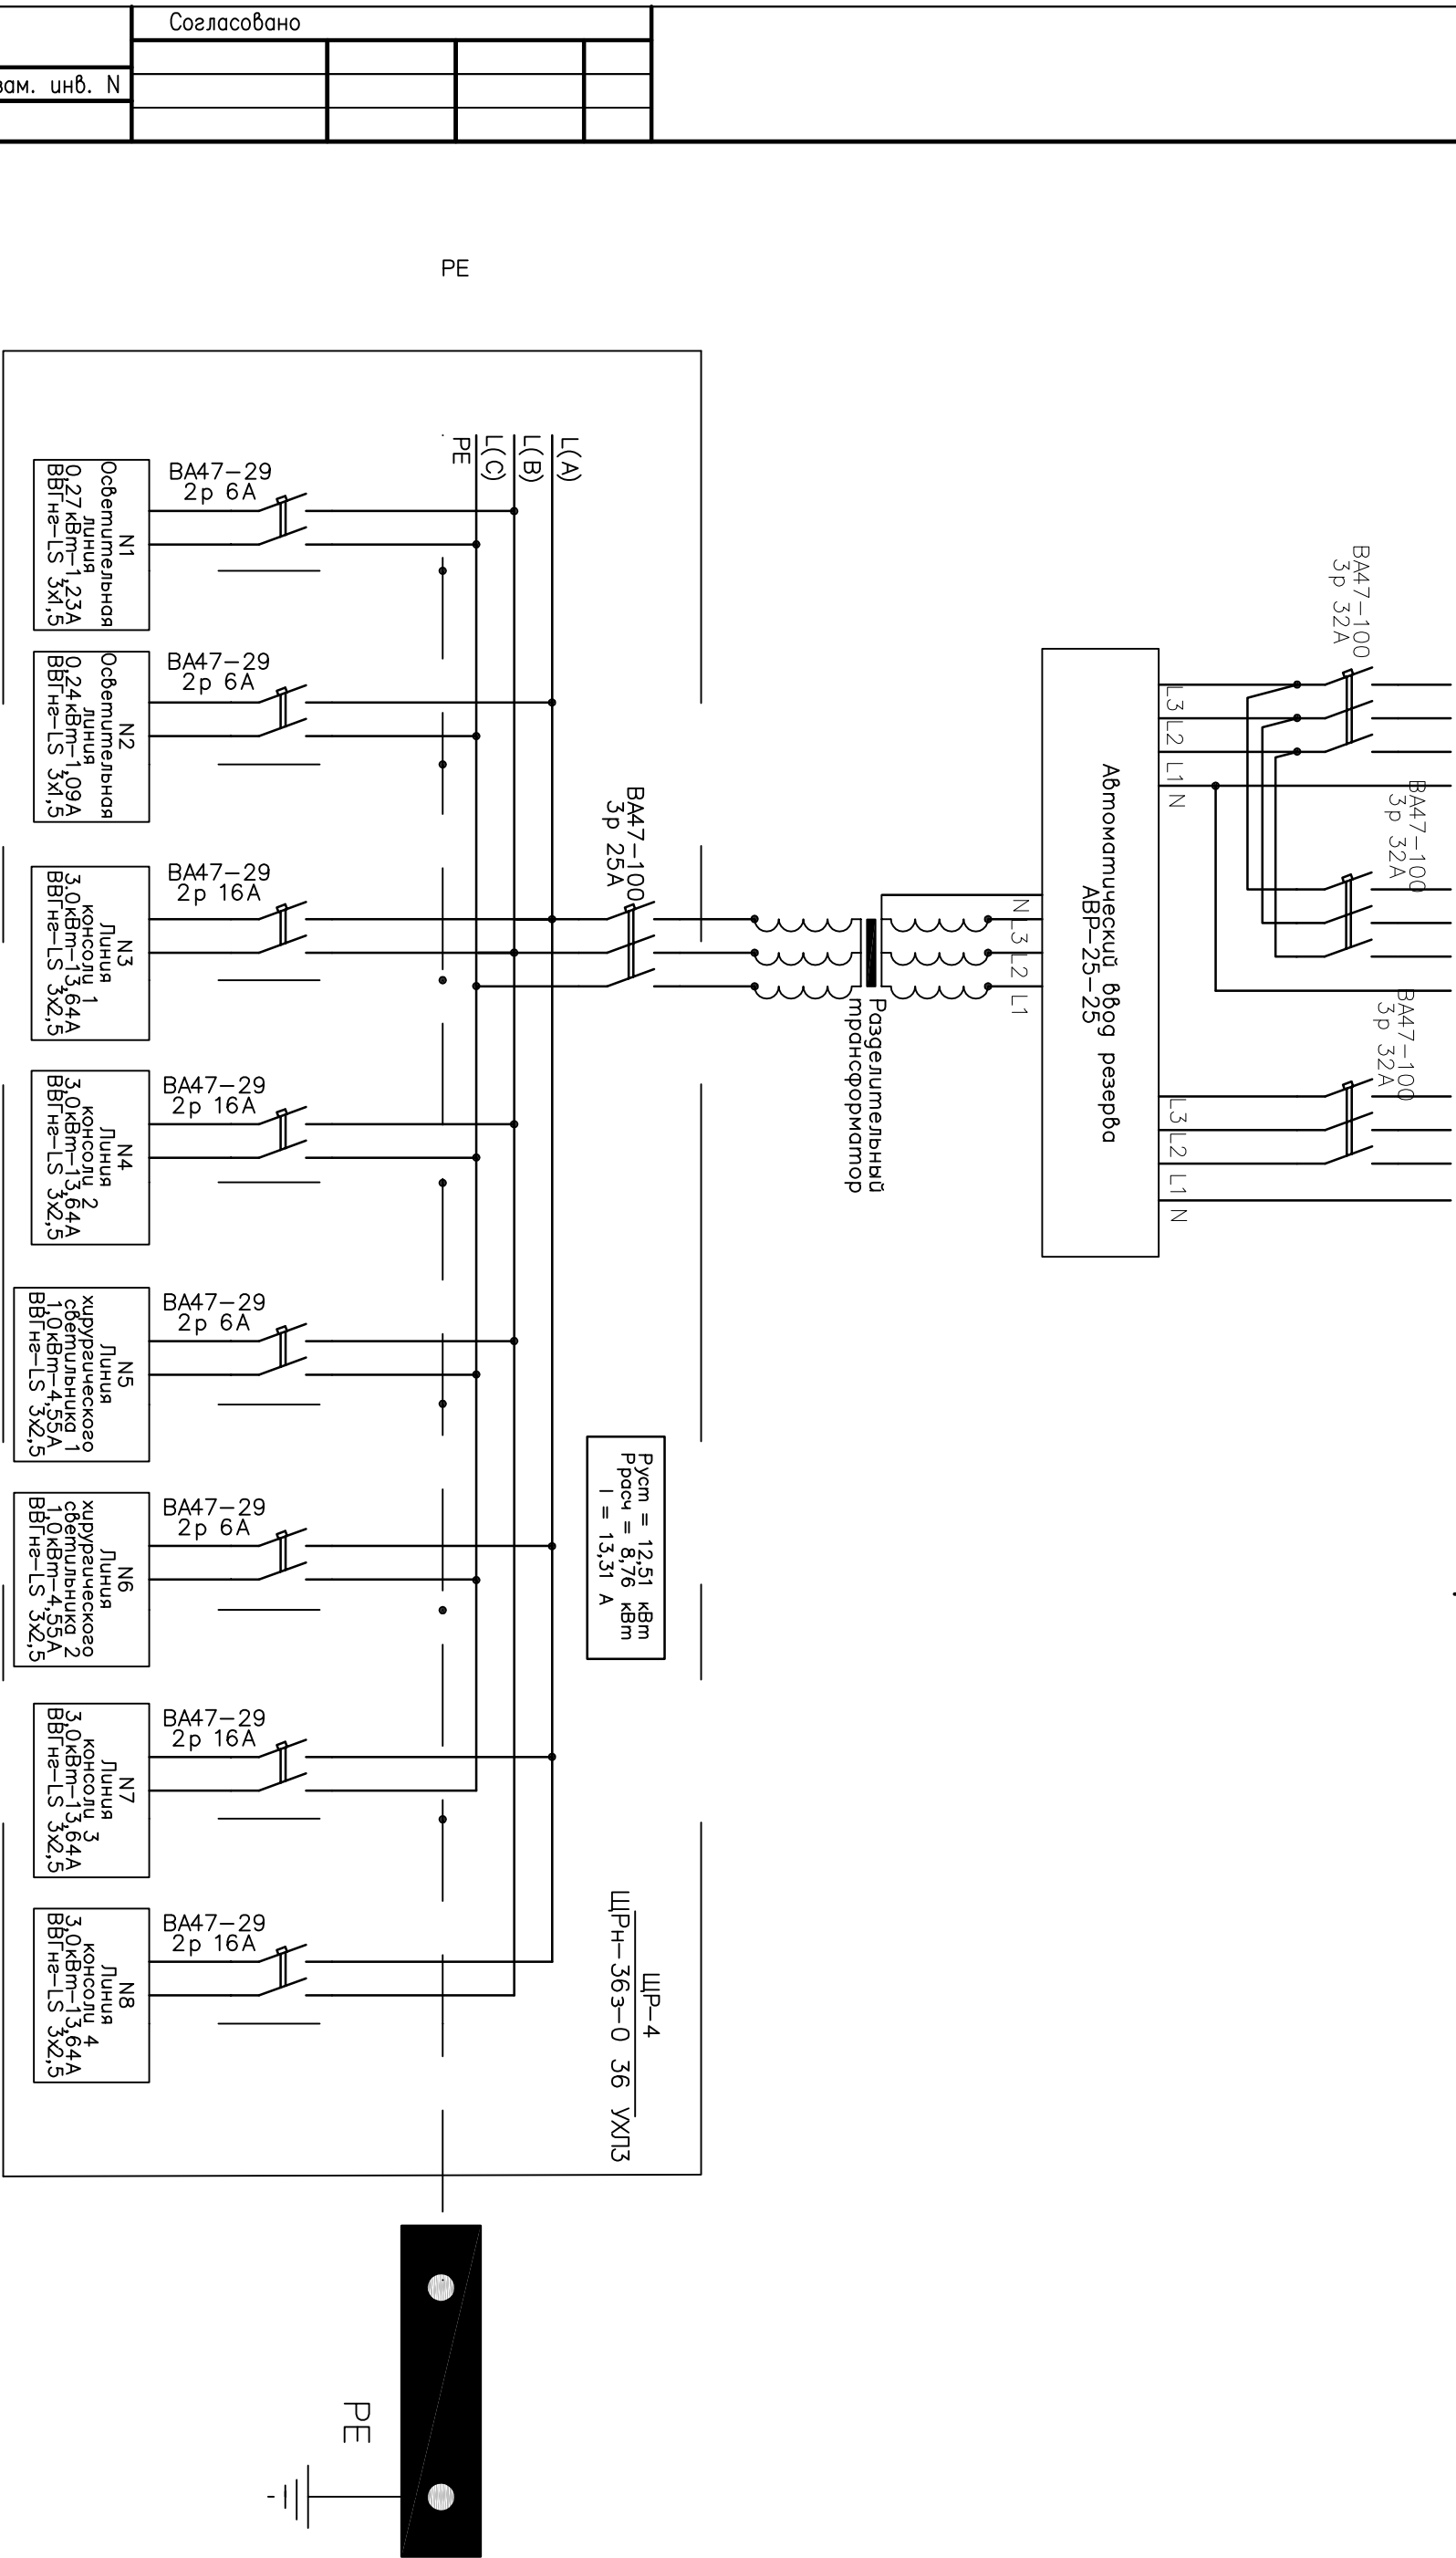 Согласовано
зам. инв. N
PE
ВА47-100
3р 32А
ВА47-100
3р 32А
ВА47-100
3р 32А
L3
L2
L1
N
L3
L2
L1
N
Автоматический ввод резерва
АВР-25-25
N
L3
L2
L1
Разделительный
трансформатор
ВА47-100
3р 25А
L(A)
L(B)
L(C)
PE
ЩР-4
ЩРн-36з-0 36 УХЛ3
Руст = 12,51 кВт
Ррасч = 8,76 кВт
I = 13,31 А
ВА47-29
2р 6А
N1
Осветительная
линия
0,27кВт-1,23А
ВВГнг-LS 3х1,5
ВА47-29
2р 6А
N2
Осветительная
линия
0,24кВт-1,09А
ВВГнг-LS 3х1,5
ВА47-29
2р 16А
N3
Линия
консоли 1
3.0кВт-13,64А
ВВГнг-LS 3х2,5
ВА47-29
2р 16А
N4
Линия
консоли 2
3,0кВт-13,64А
ВВГнг-LS 3х2,5
ВА47-29
2р 6А
N5
Линия
хирургического
светильника 1
1,0кВт-4,55А
ВВГнг-LS 3х2,5
ВА47-29
2р 6А
N6
Линия
хирургического
светильника 2
1,0кВт-4,55А
ВВГнг-LS 3х2,5
ВА47-29
2р 16А
N7
Линия
консоли 3
3,0кВт-13,64А
ВВГнг-LS 3х2,5
ВА47-29
2р 16А
N8
Линия
консоли 4
3,0кВт-13,64А
ВВГнг-LS 3х2,5
PE